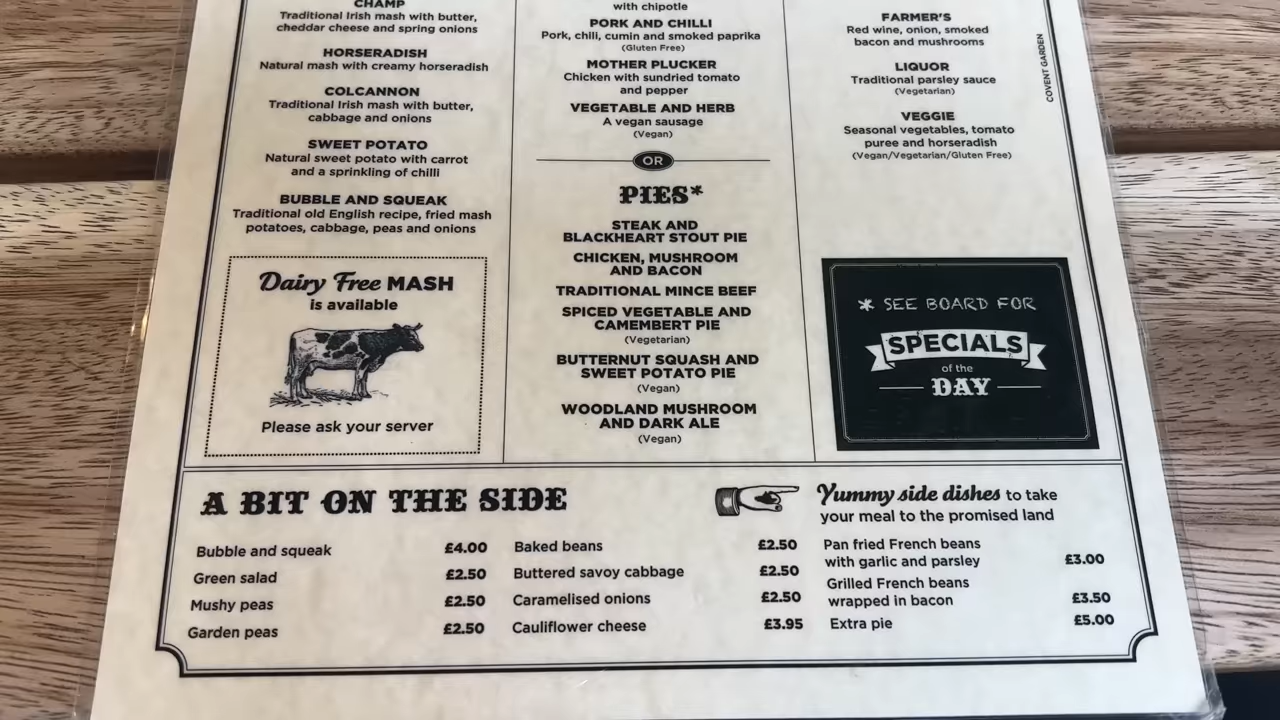 CHAMP
Traditional Irish mash with butter,
cheddar cheese and spring onions
HORSERADISH
Natural mash with creamy horseradish
COLCANNON
Traditional Irish mash with butter,
cabbage and onions
SWEET POTATO
Natural sweet potato with carrot
and a sprinkling of chilli
BUBBLE AND SQUEAK
Traditional old English recipe, fried mash
potatoes, cabbage, peas and onions
Dairy Free MASH
is available
Please ask your server
with chipotle
PORK AND CHILLI
Pork, chili, cumin and smoked paprika
(Gluten Free)
MOTHER PLUCKER
Chicken with sundried tomato
and pepper
VEGETABLE AND HERB
A vegan sausage
(Vegan)
OR
PIES*
STEAK AND
BLACKHEART STOUT PIE
CHICKEN, MUSHROOM
AND BACON
TRADITIONAL MINCE BEEF
SPICED VEGETABLE AND
CAMEMBERT PIE
(Vegetarian)
BUTTERNUT SQUASH AND
SWEET POTATO PIE
(Vegan)
WOODLAND MUSHROOM
AND DARK ALE
(Vegan)
FARMER'S
Red wine, onion, smoked
bacon and mushrooms
LIQUOR
Traditional parsley sauce
(Vegetarian)
VEGGIE
Seasonal vegetables, tomato
puree and horseradish
(Vegan/Vegetarian/Gluten Free)
COVENT GARDEN
* SEE BOARD FOR
SPECIALS
of the
DAY
A BIT ON THE SIDE
Yummy side dishes to take
your meal to the promised land
Bubble and squeak £4.00
Green salad £2.50
Mushy peas £2.50
Garden peas £2.50
Baked beans £2.50
Buttered savoy cabbage £2.50
Caramelised onions £2.50
Cauliflower cheese £3.95
Pan fried French beans
with garlic and parsley £3.00
Grilled French beans
wrapped in bacon £3.50
Extra pie £5.00